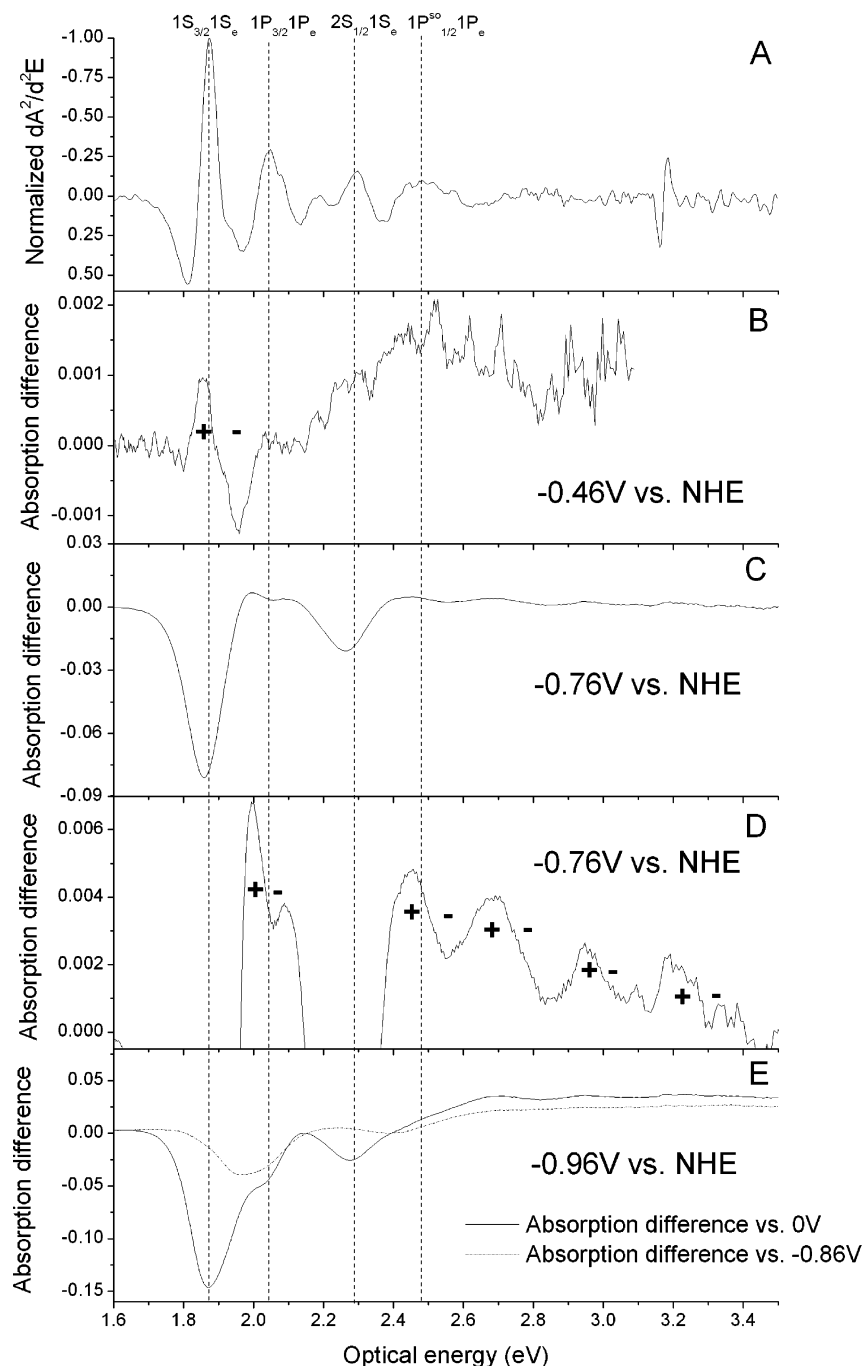 1S3/21Se 1P3/21Pe 2S1/21Se 1Pso1/21Pe
A
Normalized dA2/d2E
-1.00
-0.75
-0.50
-0.25
0.00
0.25
0.50
B
Absorption difference
0.002
0.001
0.000
-0.001
+ -
-0.46V vs. NHE
C
Absorption difference
0.03
0.00
-0.03
-0.06
-0.09
-0.76V vs. NHE
D
Absorption difference
0.006
0.004
0.002
0.000
-0.76V vs. NHE
+ - + - + - + - + -
E
Absorption difference
0.05
0.00
-0.05
-0.10
-0.15
-0.96V vs. NHE
Absorption difference vs. 0V
Absorption difference vs. -0.86V
1.6 1.8 2.0 2.2 2.4 2.6 2.8 3.0 3.2 3.4
Optical energy (eV)